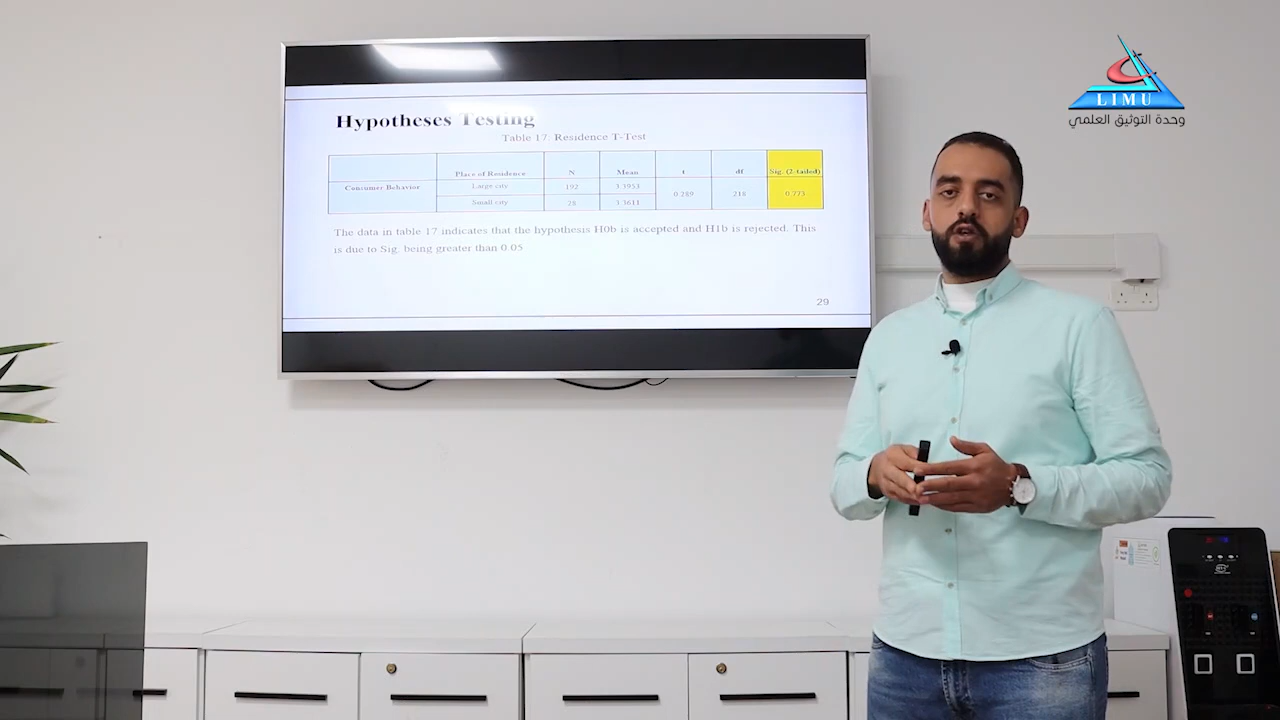 LIMU
وحدة التوثيق العلمي
Hypotheses Testing
Table 17: Residence T-Test
Place of Residence N Mean t df Sig. (2-tailed)
Consumer Behavior Large city 192 3.3953 0.289 218 0.773
Small city 28 3.3611
The data in table 17 indicates that the hypothesis H0b is accepted and H1b is rejected. This
is due to Sig. being greater than 0.05
29